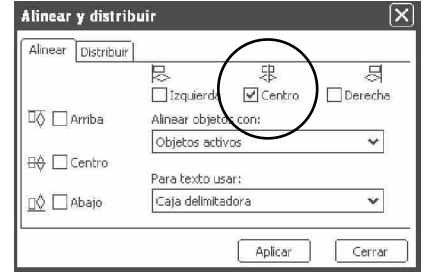 Alinear y distribuir
Alinear Distribuir
Izquierda Centro Derecha
Arriba Alinear objetos con:
Objetos activos
Centro
Para texto usar:
Abajo Caja delimitadora
Aplicar Cerrar